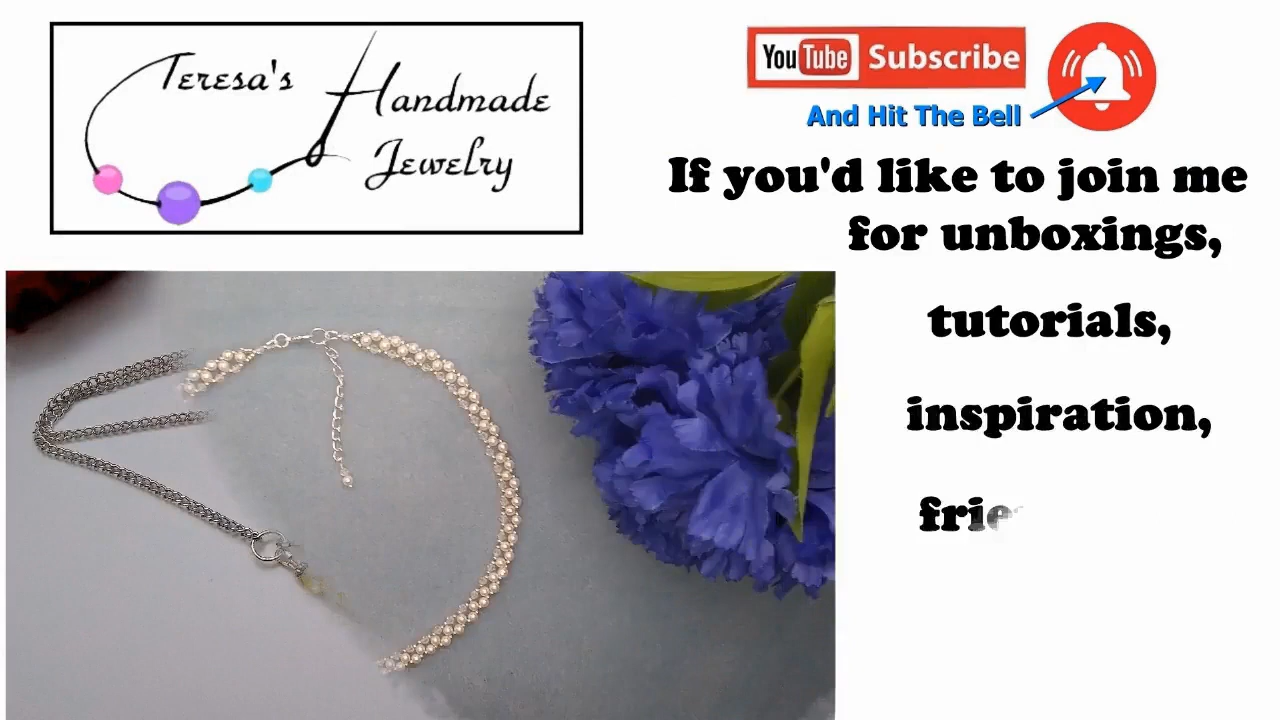 Teresa's
Handmade
Jewelry
YouTube Subscribe
And Hit The Bell
If you'd like to join me
for unboxings,
tutorials,
inspiration,